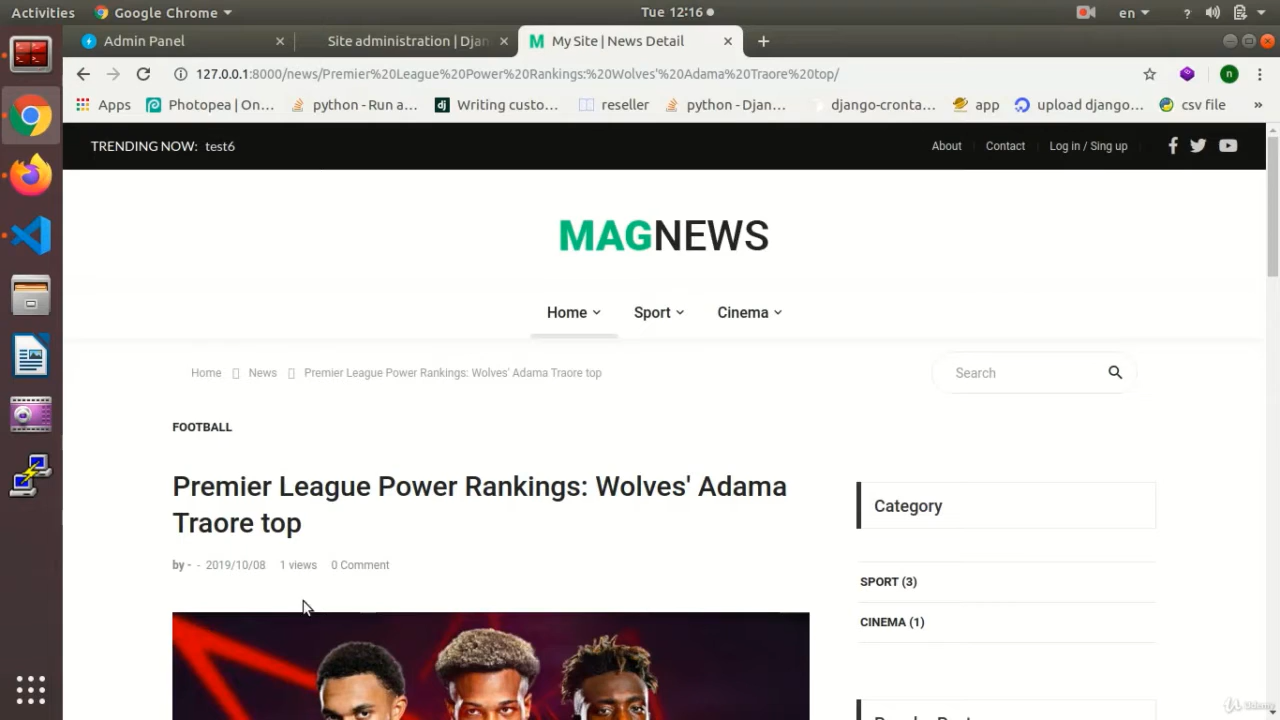 Activities Google Chrome Tue 12:16 en ?
Admin Panel Site administration | Djan My Site | News Detail
127.0.0.1:8000/news/Premier%20League%20Power%20Rankings:%20Wolves'%20Adama%20Traore%20top/ n
Apps Photopea | On... python - Run a... dj Writing custo... reseller python - Djan... django-cronta... app upload django... csv file »
TRENDING NOW: test6 About Contact Log in / Sing up
MAGNEWS
Home Sport Cinema
Home News Premier League Power Rankings: Wolves' Adama Traore top Search
FOOTBALL
Premier League Power Rankings: Wolves' Adama
Traore top
by - - 2019/10/08 1 views 0 Comment
Category
SPORT (3)
CINEMA (1)
Udemy